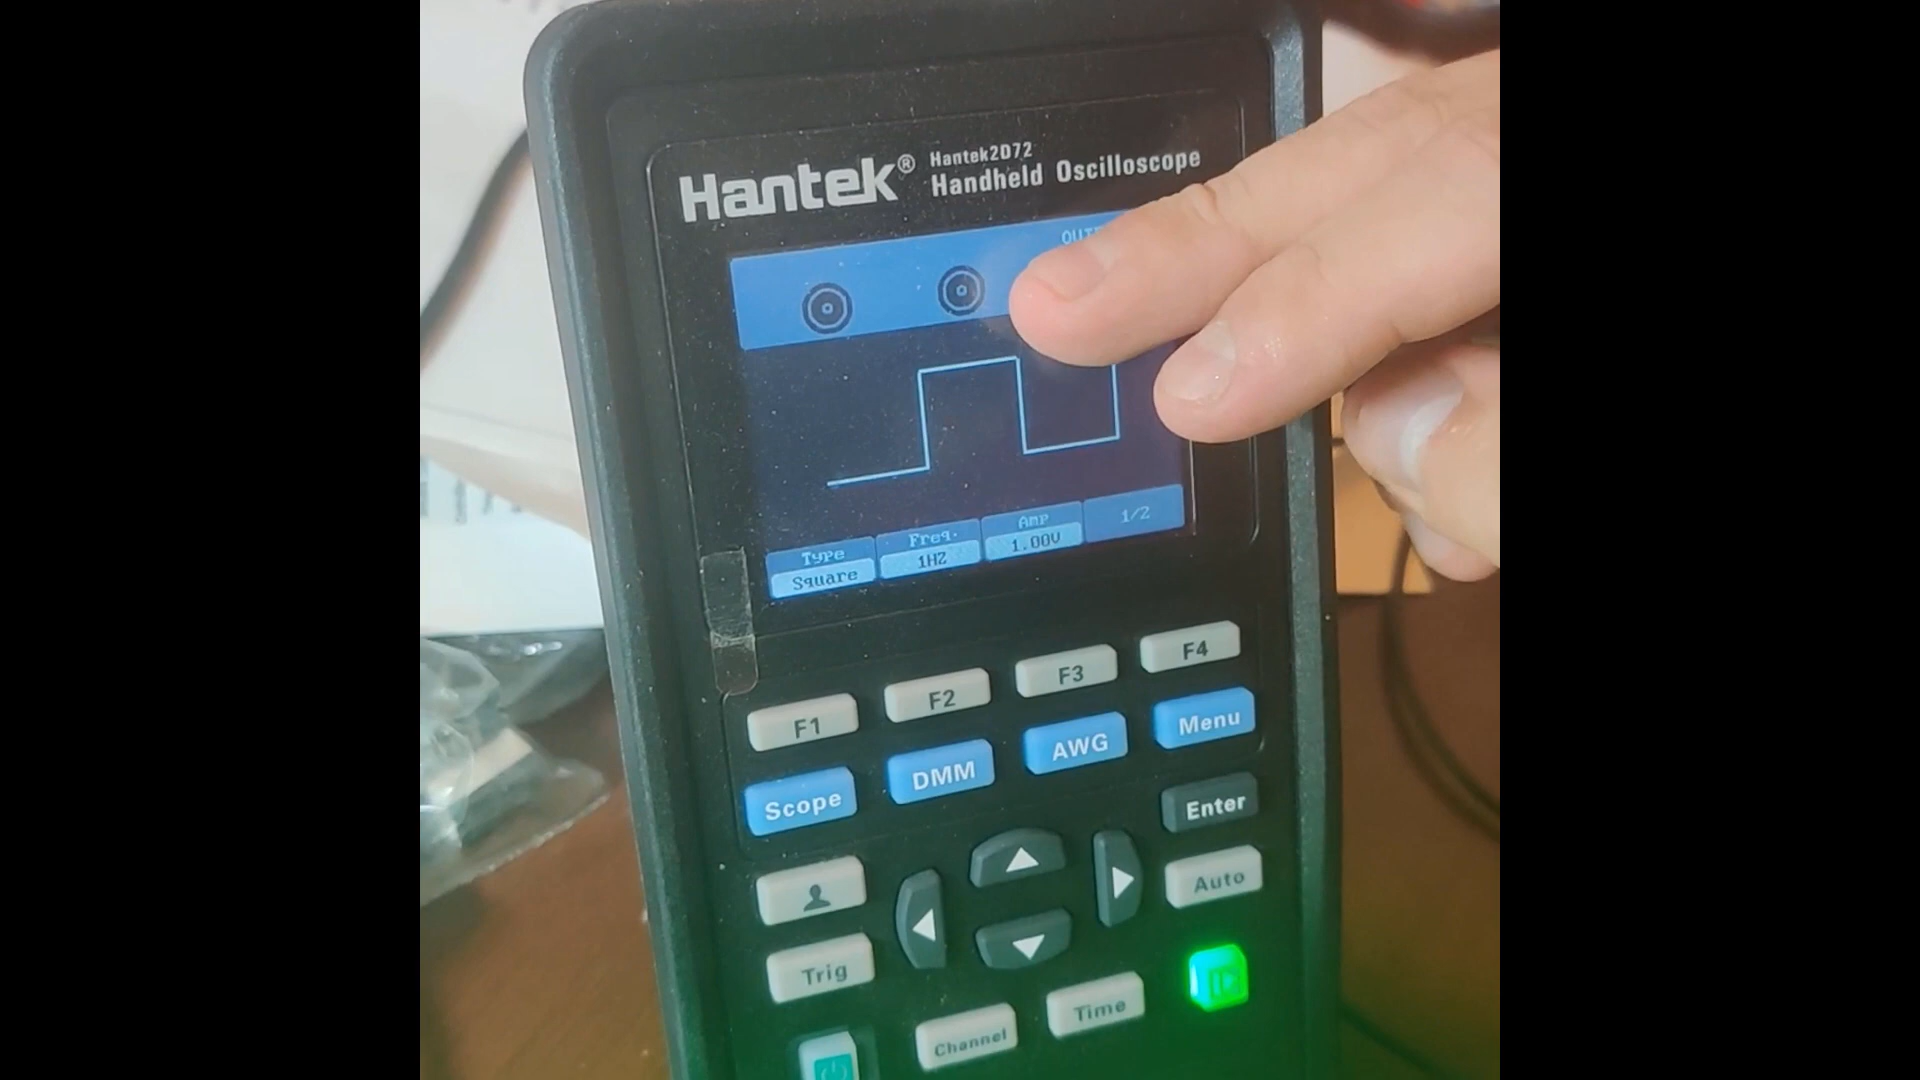 Hantek®
Hantek2D72
Handheld Oscilloscope
Type
Freq.
Amp
1/2
Square
1HZ
1.00V
F1
F2
F3
F4
Scope
DMM
AWG
Menu
Enter
Auto
Trig
Channel
Time